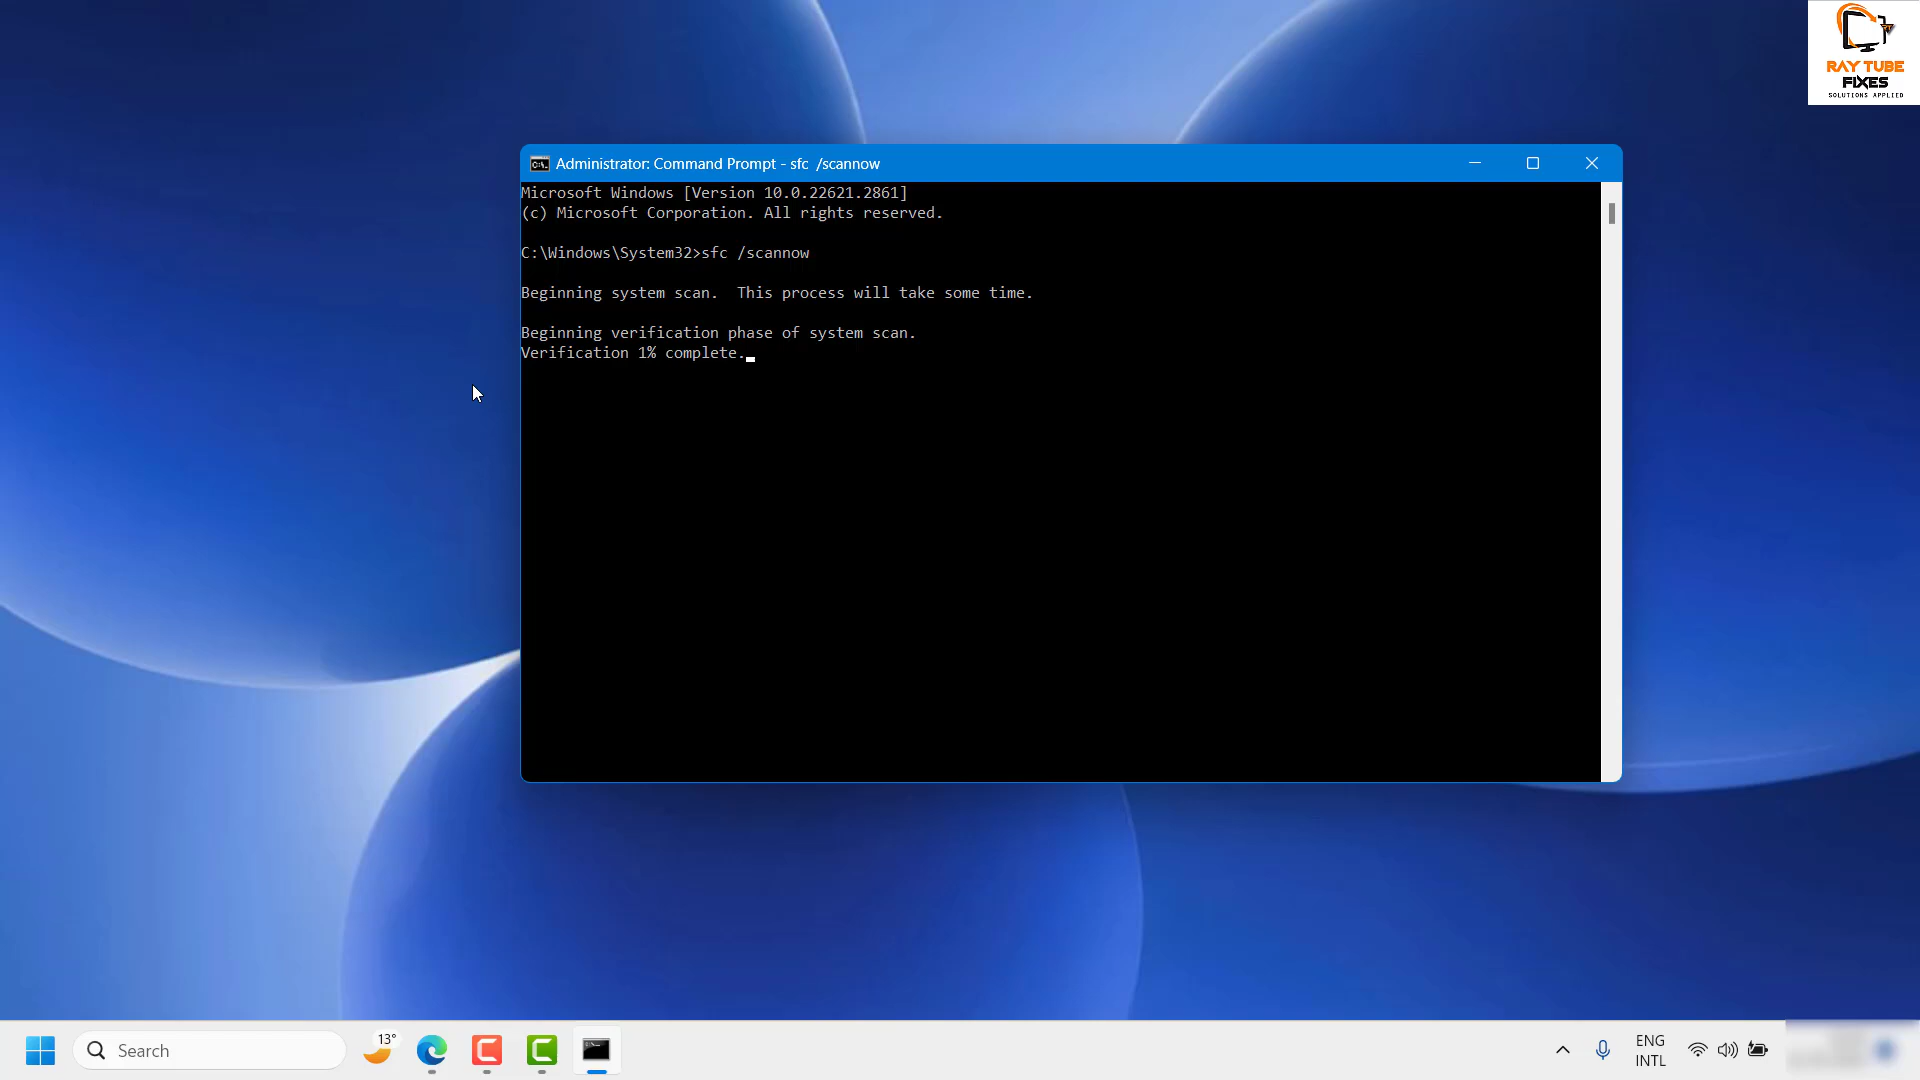 RAY TUBE
FIXES
SOLUTIONS APPLIED
Administrator: Command Prompt - sfc  /scannow
Microsoft Windows [Version 10.0.22621.2861]
(c) Microsoft Corporation. All rights reserved.
C:\Windows\System32>sfc /scannow
Beginning system scan.  This process will take some time.
Beginning verification phase of system scan.
Verification 1% complete.
Search
13°
ENG
INTL